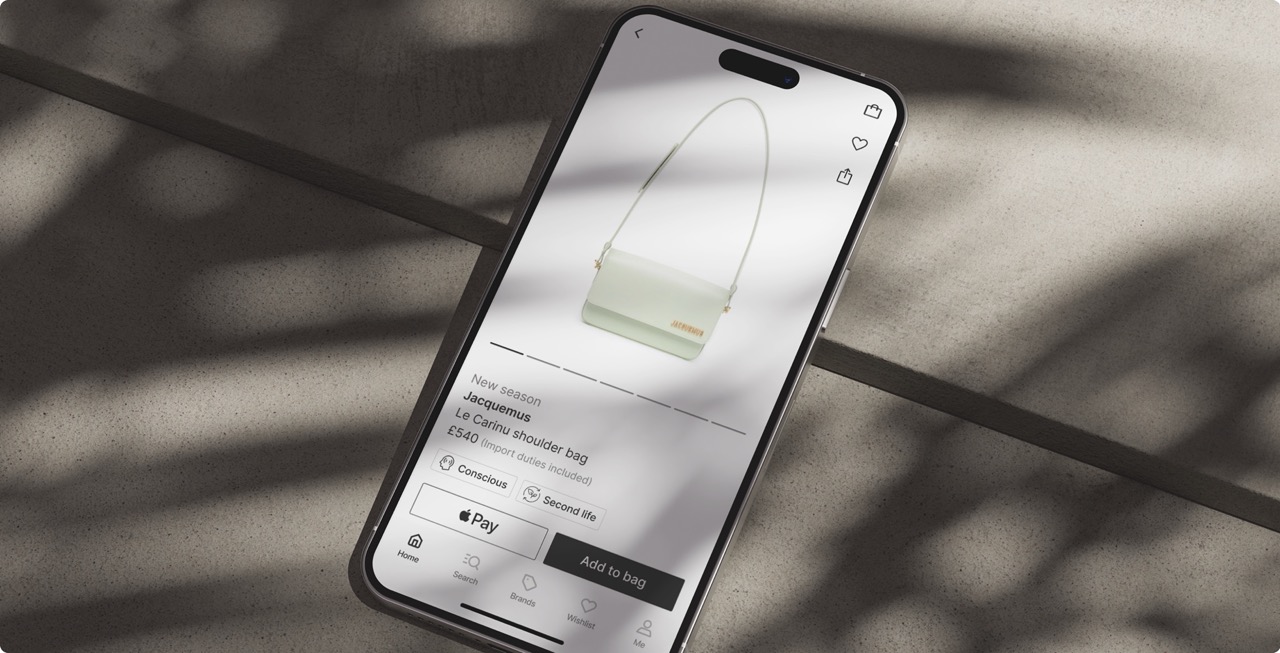 JACQUEMUS
New season
Jacquemus
Le Carinu shoulder bag
£540 (Import duties included)
Conscious
Second life
Pay
Add to bag
Home
Search
Brands
Wishlist
Me